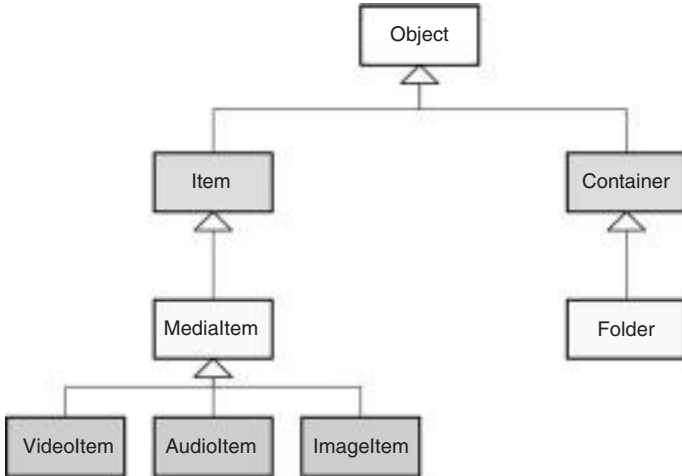 Object
Item
Container
MediaItem
Folder
VideoItem
AudioItem
ImageItem